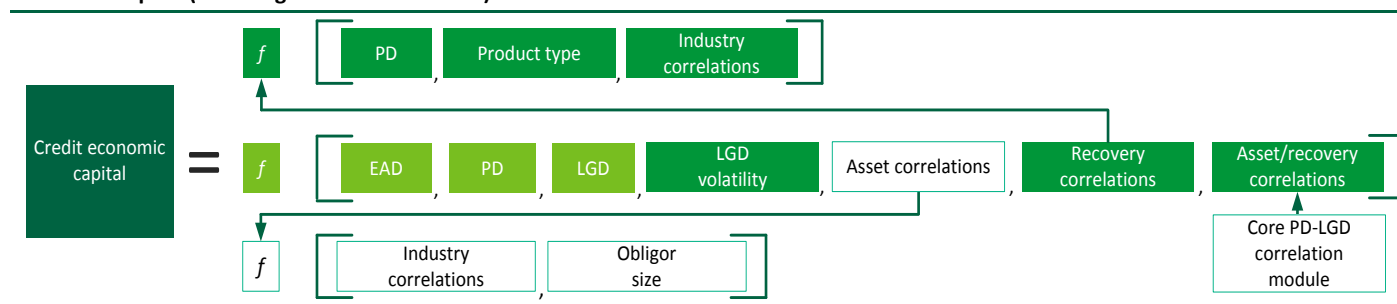 f
PD , Product type , Industry
correlations
Credit economic
capital
=
f
EAD , PD , LGD , LGD
volatility , Asset correlations , Recovery
correlations , Asset/recovery
correlations
f
Industry
correlations , Obligor
size
Core PD-LGD
correlation
module